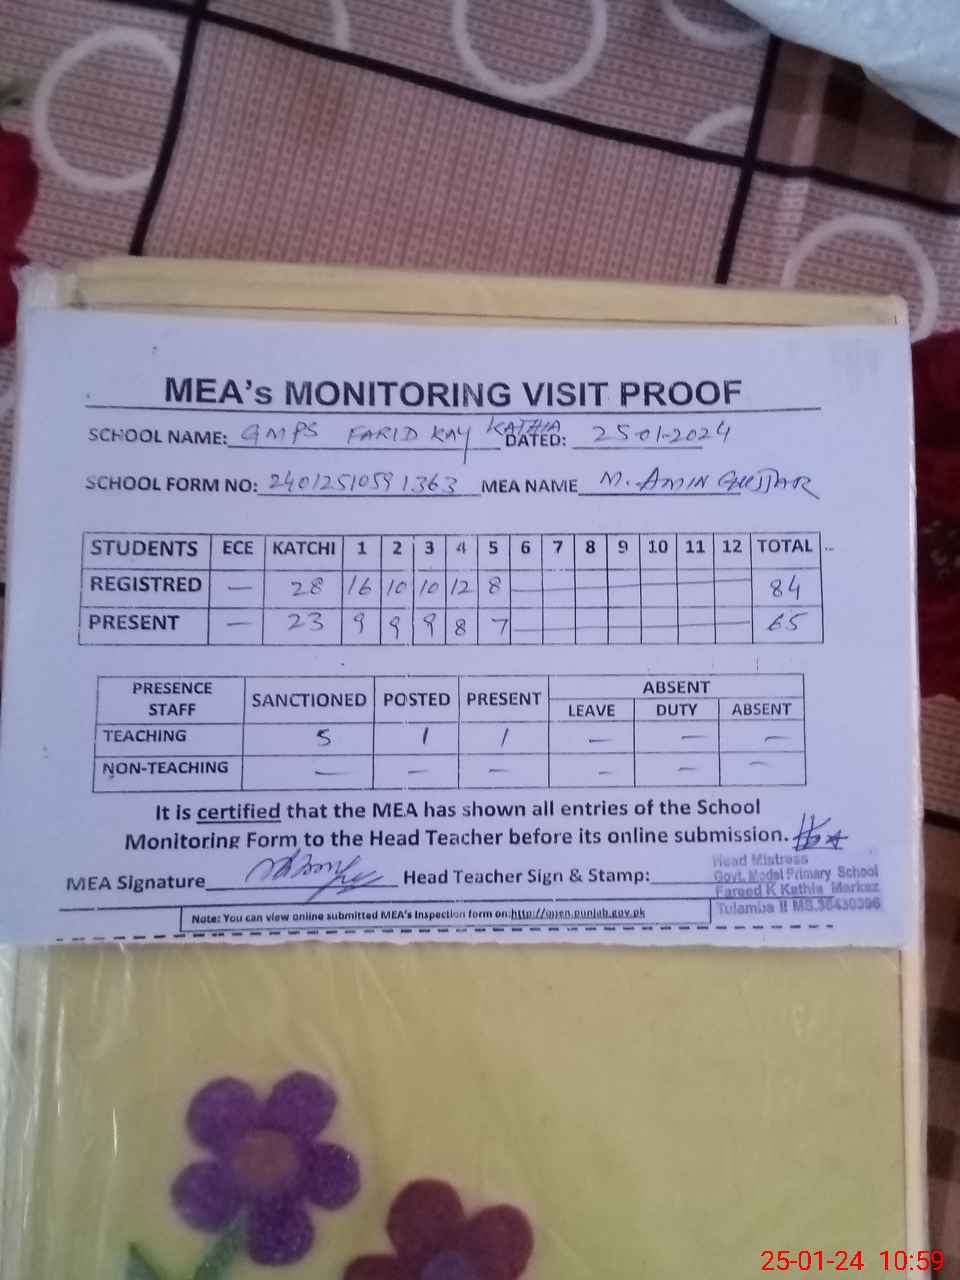 MEA's MONITORING VISIT PROOF
SCHOOL NAME: GMPS FARID KAY KATHIA DATED: 25-01-2024
SCHOOL FORM NO: 2401251059 1363 MEA NAME M. AMIN GUJJAR
STUDENTS ECE KATCHI 1 2 3 4 5 6 7 8 9 10 11 12 TOTAL
REGISTRED — 28 16 10 10 12 8 — 84
PRESENT — 23 9 9 9 8 7 — 65
PRESENCE STAFF SANCTIONED POSTED PRESENT ABSENT
LEAVE DUTY ABSENT
TEACHING 5 1 1 — — —
NON-TEACHING — — — — — —
It is certified that the MEA has shown all entries of the School
Monitoring Form to the Head Teacher before its online submission.
MEA Signature Head Teacher Sign & Stamp:
Head Mistress
Govt. Model Primary School
Fareed K Kathia Markaz
Tulamba II MS.36430396
Note: You can view online submitted MEA's Inspection form on:http://open.punjab.gov.pk
25-01-24 10:59